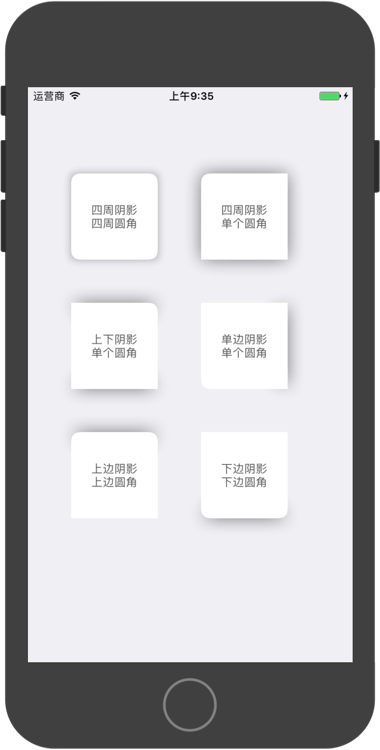 运营商
上午9:35
四周阴影
四周圆角
四周阴影
单个圆角
上下阴影
单个圆角
单边阴影
单个圆角
上边阴影
上边圆角
下边阴影
下边圆角